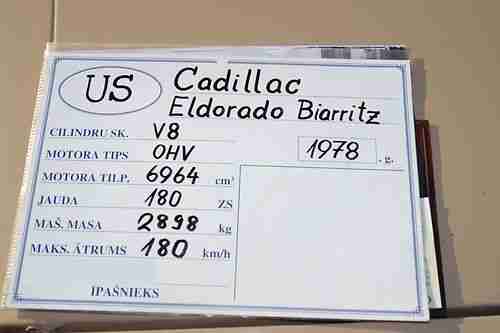 US
Cadillac
Eldorado Biarritz
CILINDRU SK. V8
1978 . g.
MOTORA TIPS OHV
MOTORA TILP. 6964 cm³
JAUDA 180 ZS
MAŠ. MASA 2898 kg
MAKS. ĀTRUMS 180 km/h
IPAŠNIEKS